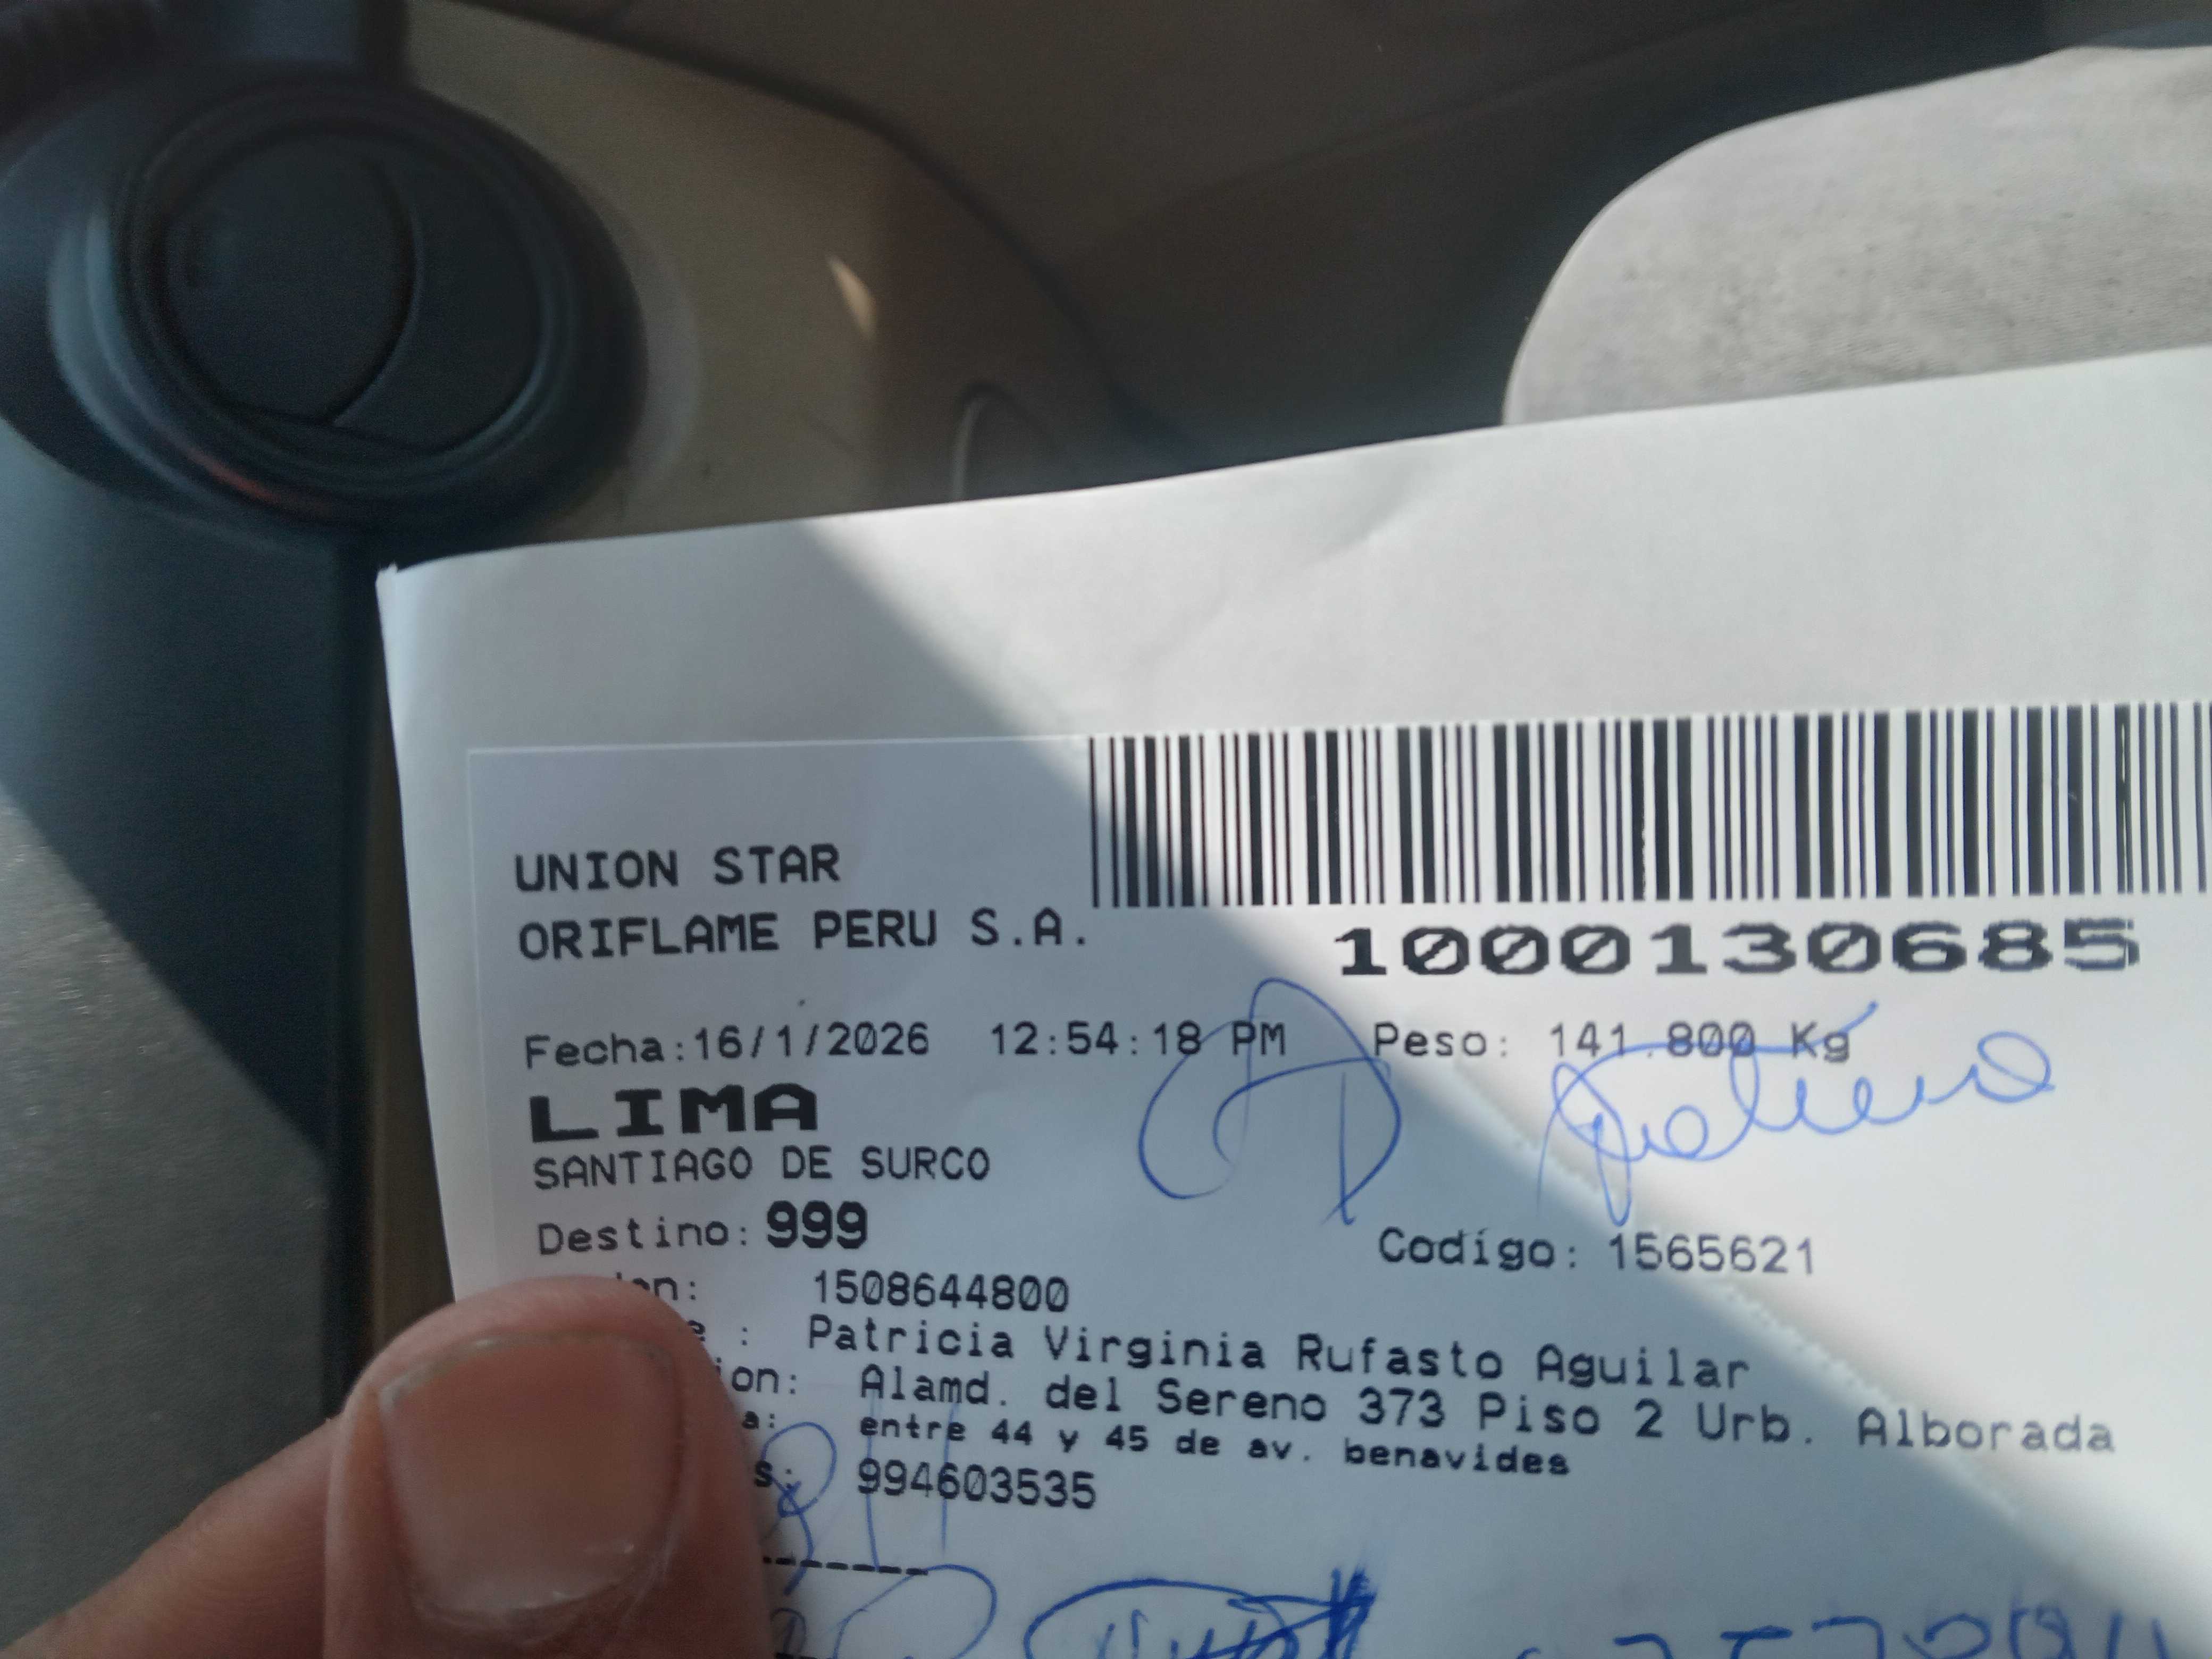 UNION STAR
ORIFLAME PERU S.A.
1000130685
Fecha:16/1/2026 12:54:18 PM Peso: 141.800 Kg
LIMA
SANTIAGO DE SURCO
Destino: 999
Codigo: 1565621
1508644800
Patricia Virginia Rufasto Aguilar
Alamd. del Sereno 373 Piso 2 Urb. Alborada
entre 44 y 45 de av. benavides
994603535